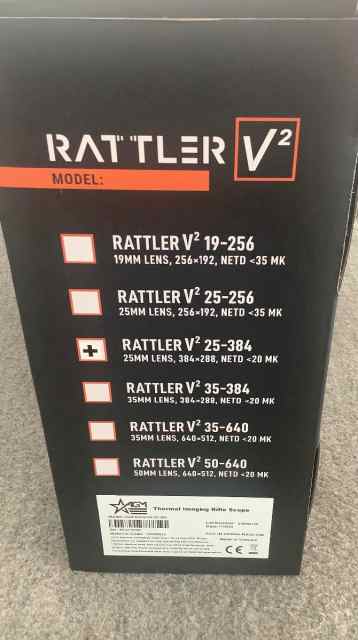 RATTLER V²
MODEL:
RATTLER V² 19-256
19MM LENS, 256×192, NETD <35 MK
RATTLER V² 25-256
25MM LENS, 256×192, NETD <35 MK
RATTLER V² 25-384
25MM LENS, 384×288, NETD <20 MK
RATTLER V² 35-384
35MM LENS, 384×288, NETD <20 MK
RATTLER V² 35-640
35MM LENS, 640×512, NETD <20 MK
RATTLER V² 50-640
50MM LENS, 640×512, NETD <20 MK
AGM
Thermal Imaging Rifle Scope
CE